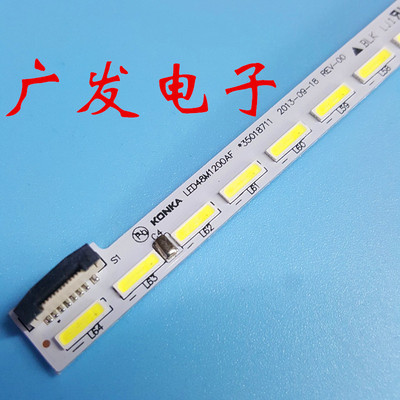 广发电子
KONKA LED48M1200AF *35018711 2013-09-18 REV-00 ▲BLK
S1
C4
L64
L63
L62
L61
L60
L59
L58